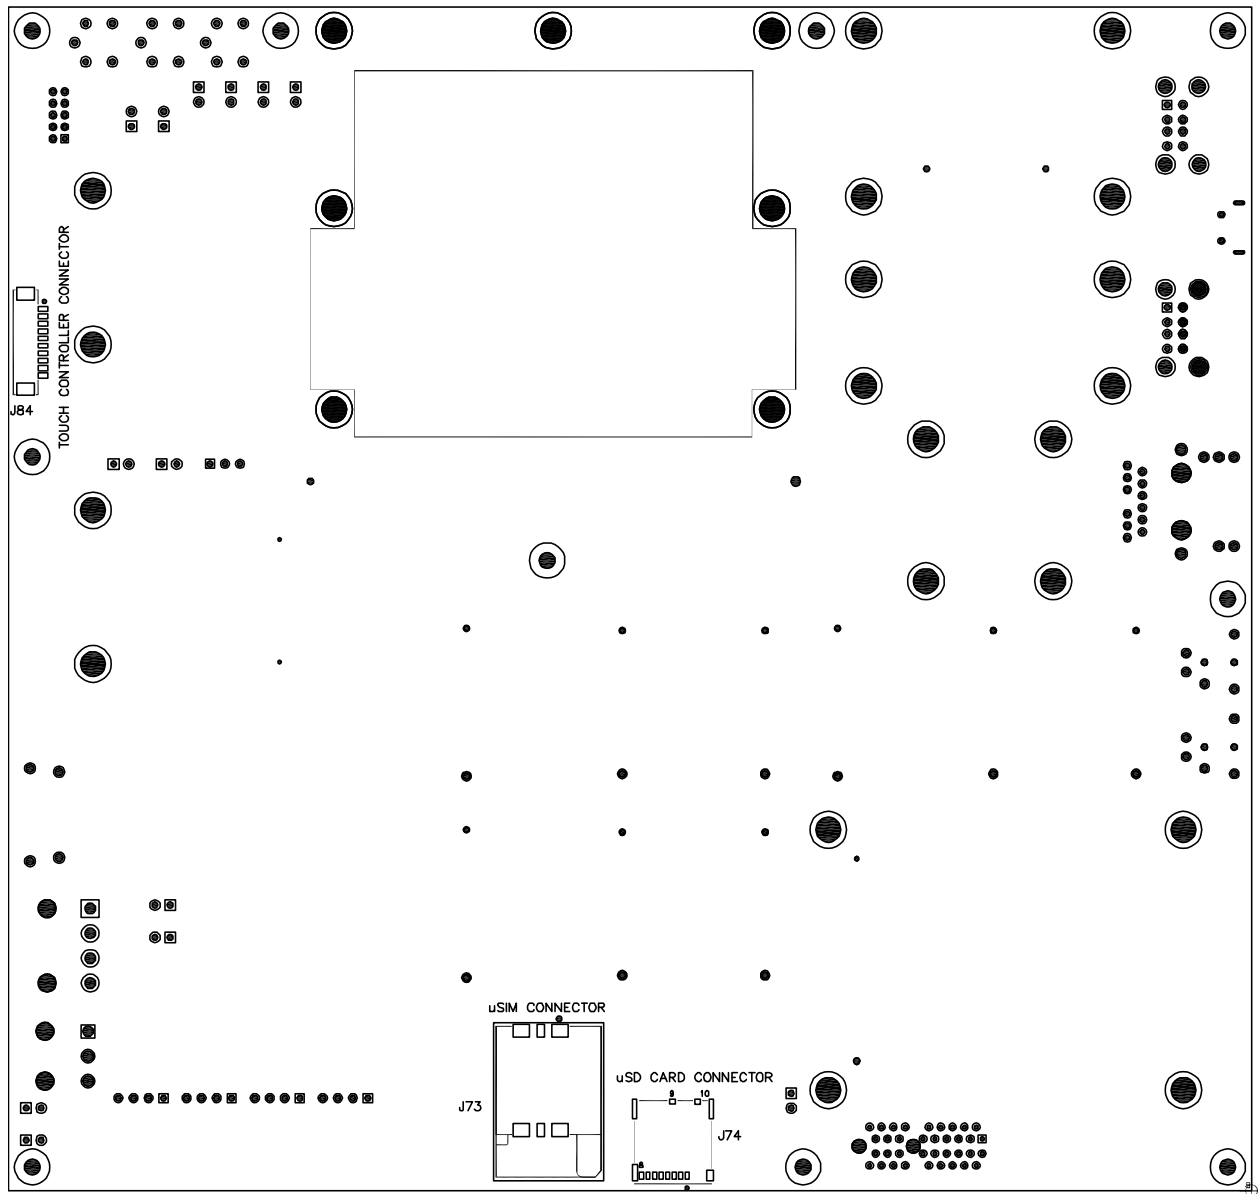 TOUCH CONTROLLER CONNECTOR
J84
uSIM CONNECTOR
uSD CARD CONNECTOR
9 10
J73
J74
8